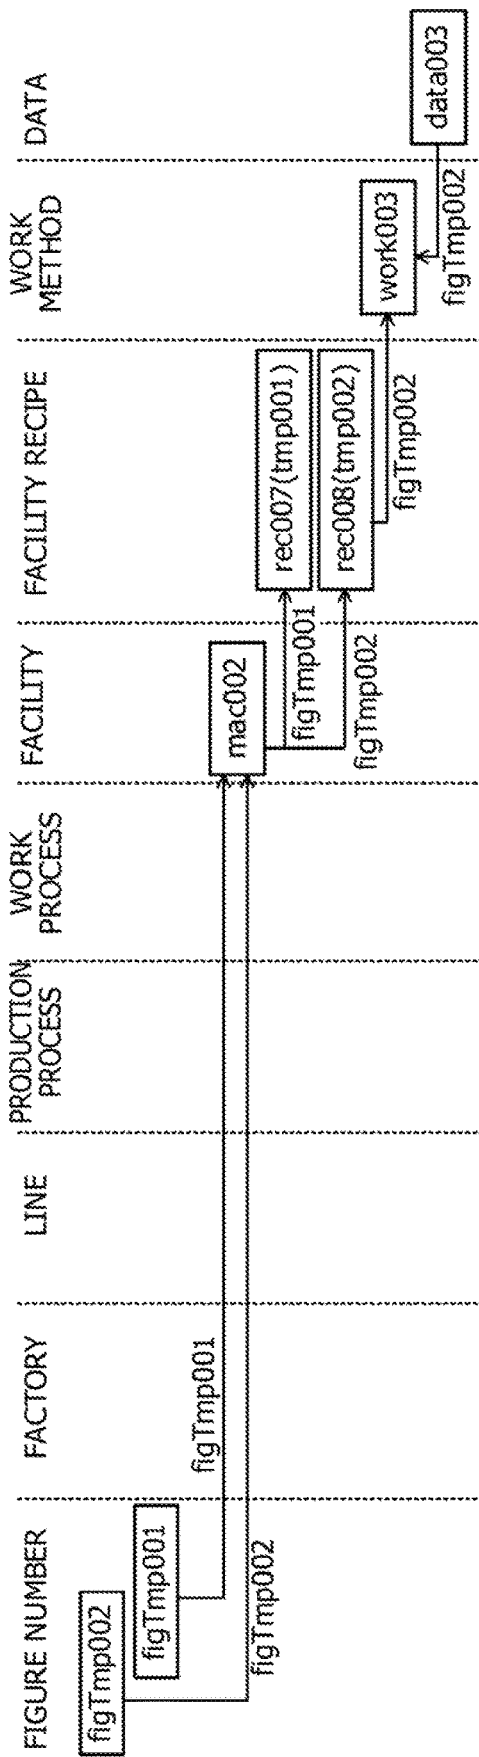 FIGURE NUMBER
FACTORY
LINE
PRODUCTION
PROCESS
WORK
PROCESS
FACILITY
FACILITY RECIPE
WORK
METHOD
DATA
figTmp002
figTmp001
figTmp001
figTmp002
mac002
figTmp001
figTmp002
rec007(tmp001)
rec008(tmp002)
figTmp002
work003
figTmp002
data003